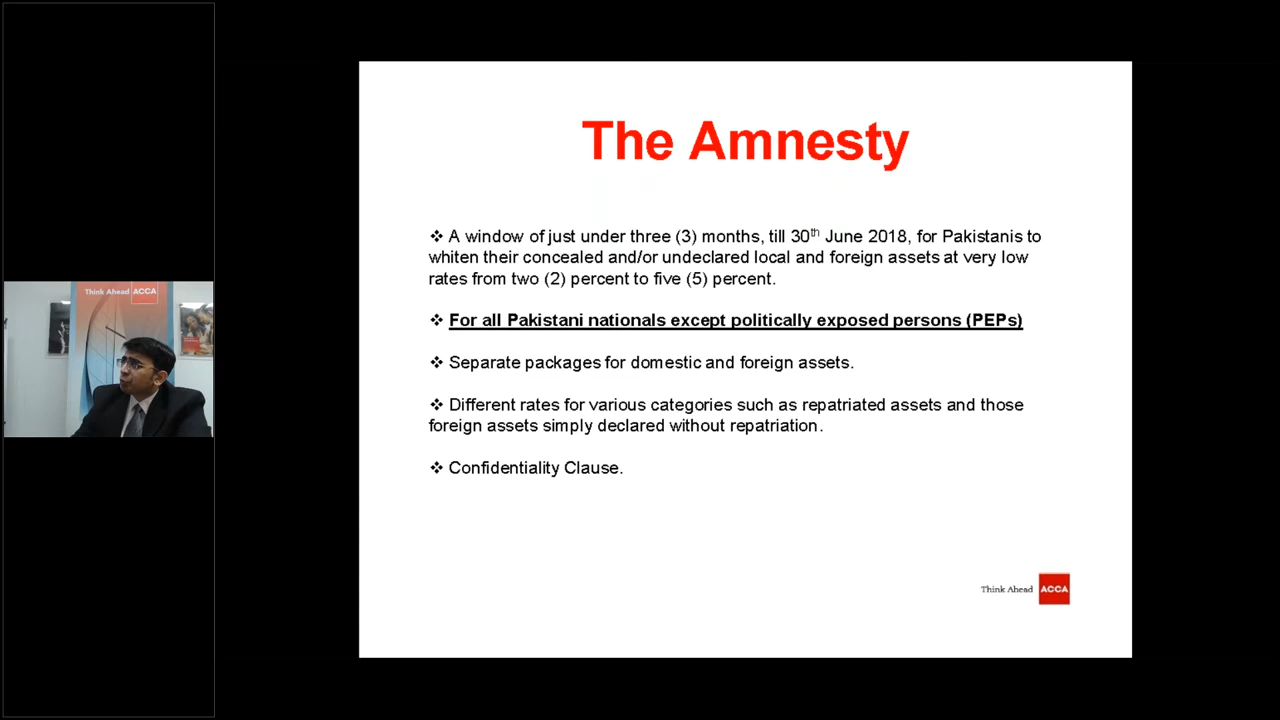 The Amnesty
❖ A window of just under three (3) months, till 30th June 2018, for Pakistanis to
whiten their concealed and/or undeclared local and foreign assets at very low
rates from two (2) percent to five (5) percent.
❖ For all Pakistani nationals except politically exposed persons (PEPs)
❖ Separate packages for domestic and foreign assets.
❖ Different rates for various categories such as repatriated assets and those
foreign assets simply declared without repatriation.
❖ Confidentiality Clause.
Think Ahead ACCA
Think Ahead ACCA